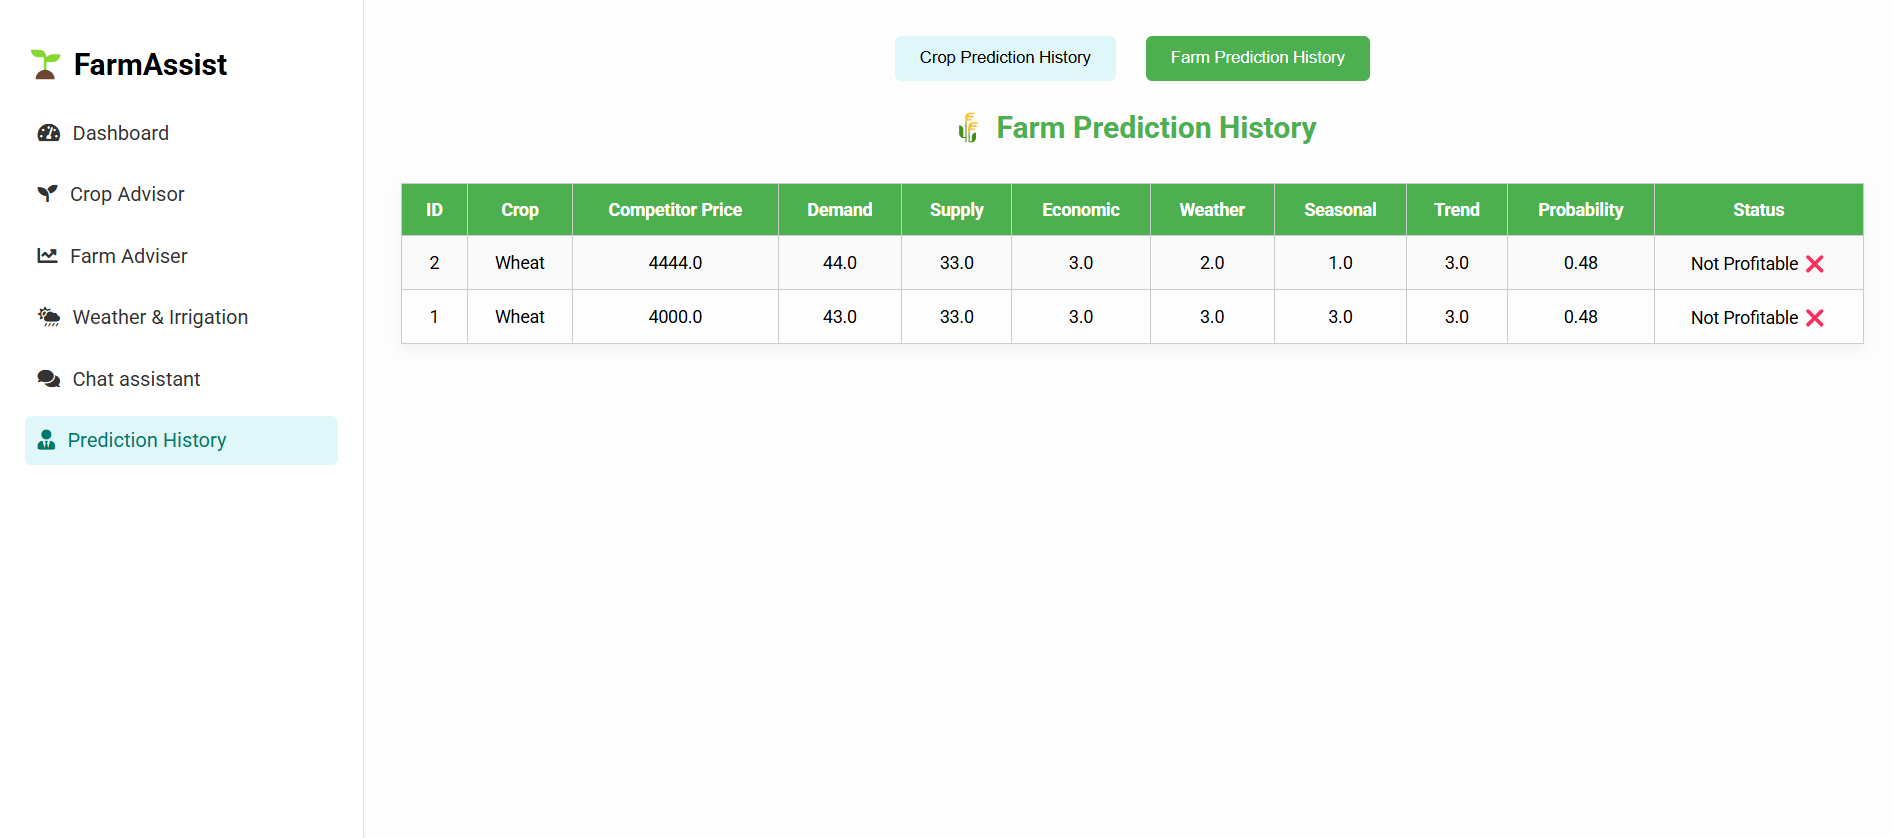 FarmAssist
Dashboard
Crop Advisor
Farm Adviser
Weather & Irrigation
Chat assistant
Prediction History
Crop Prediction History
Farm Prediction History
Farm Prediction History
ID Crop Competitor Price Demand Supply Economic Weather Seasonal Trend Probability Status
2 Wheat 4444.0 44.0 33.0 3.0 2.0 1.0 3.0 0.48 Not Profitable ❌
1 Wheat 4000.0 43.0 33.0 3.0 3.0 3.0 3.0 0.48 Not Profitable ❌